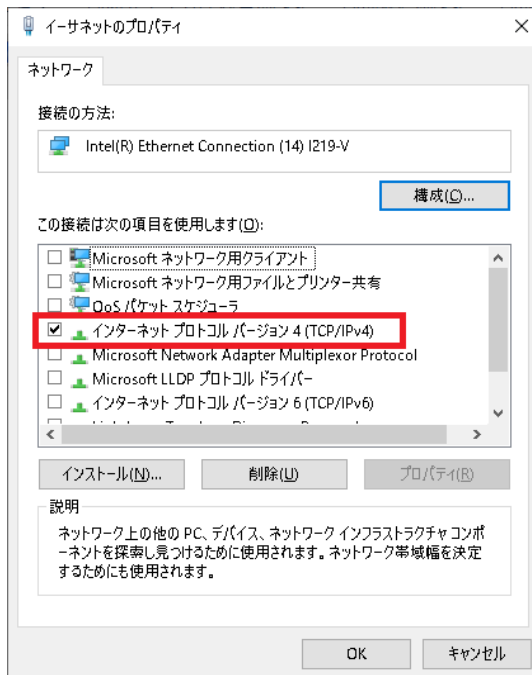 イーサネットのプロパティ
ネットワーク
接続の方法:
Intel(R) Ethernet Connection (14) I219-V
構成(C)...
この接続は次の項目を使用します(O):
Microsoft ネットワーク用クライアント
Microsoft ネットワーク用ファイルとプリンター共有
QoS パケット スケジューラ
インターネット プロトコル バージョン 4 (TCP/IPv4)
Microsoft Network Adapter Multiplexor Protocol
Microsoft LLDP プロトコル ドライバー
インターネット プロトコル バージョン 6 (TCP/IPv6)
インストール(N)...
削除(U)
プロパティ(R)
説明
ネットワーク上の他の PC、デバイス、ネットワーク インフラストラクチャ コンポ
ーネントを探索し見つけるために使用されます。ネットワーク帯域幅を決定
するためにも使用されます。
OK
キャンセル